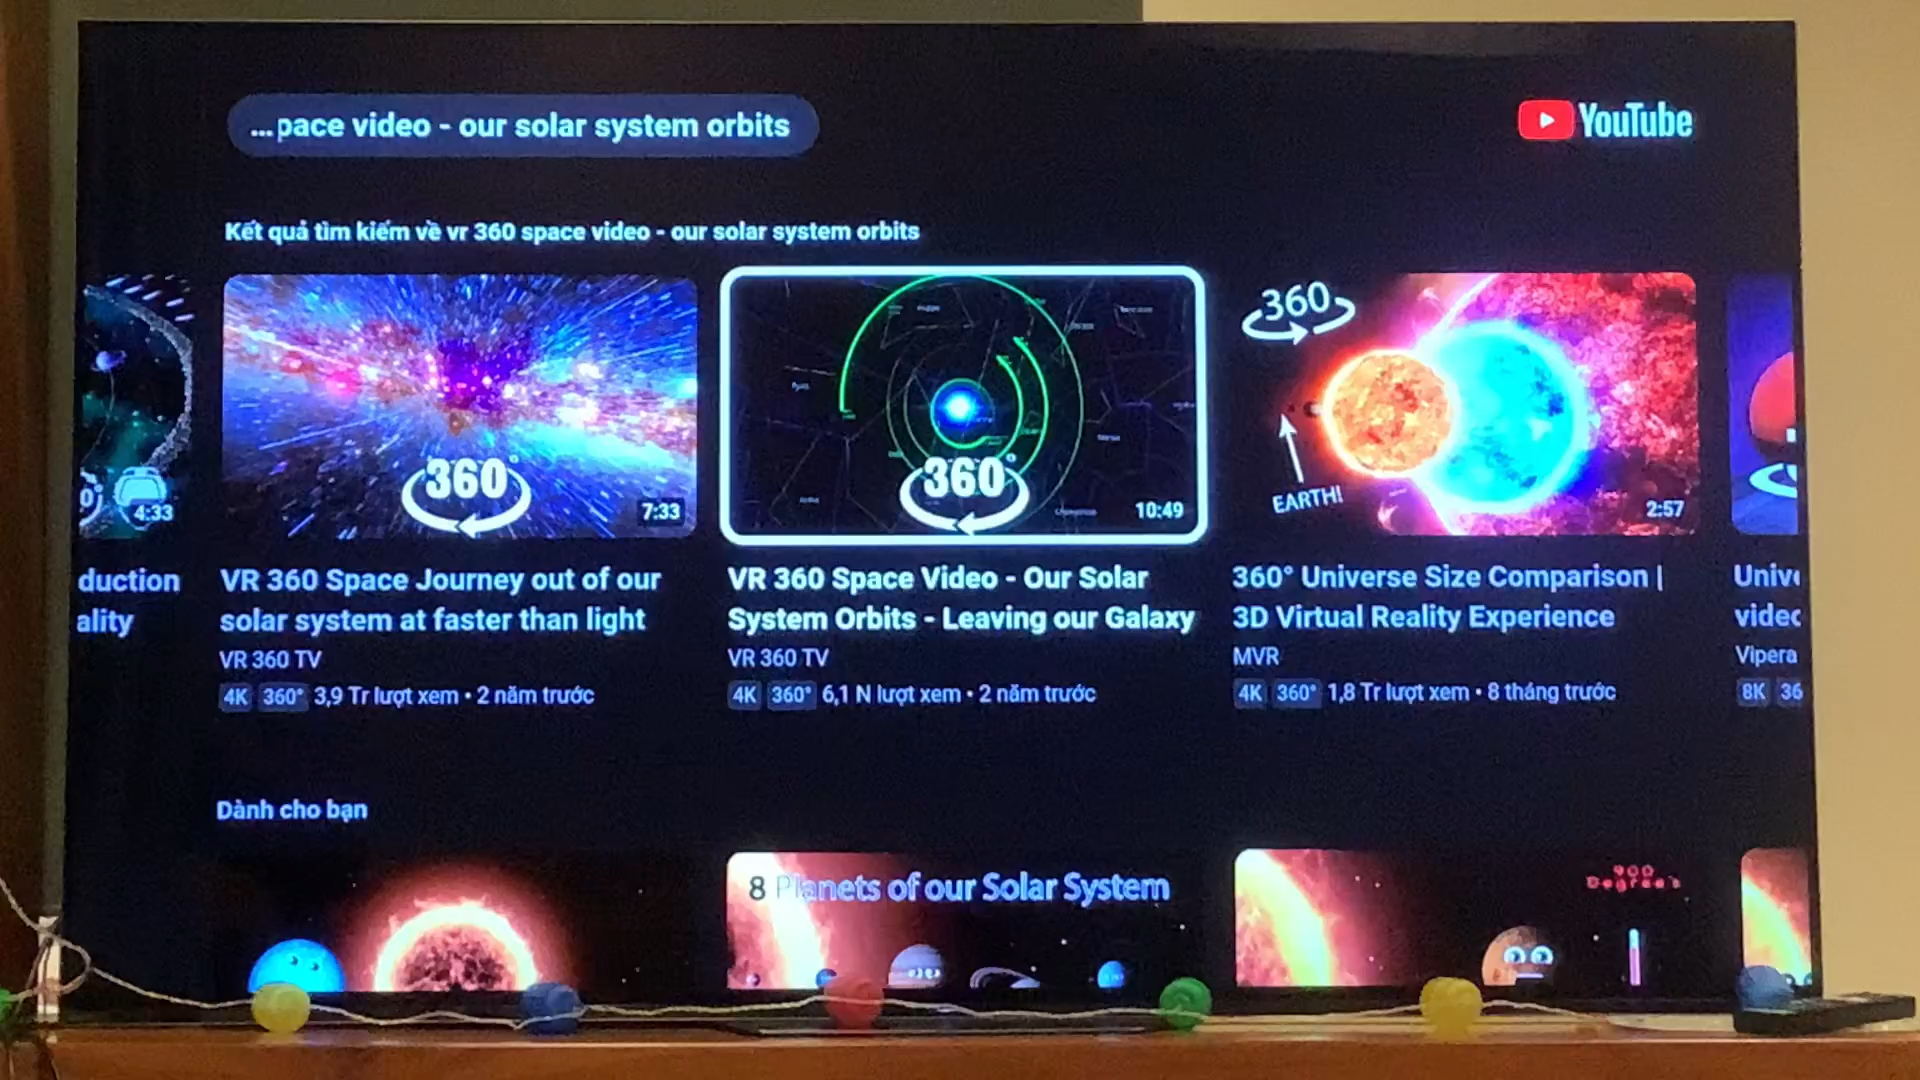 ...pace video - our solar system orbits
YouTube
Kết quả tìm kiếm về vr 360 space video - our solar system orbits
4:33
360°
7:33
360°
10:49
360
EARTH!
2:57
duction
ality
VR 360 Space Journey out of our
solar system at faster than light
VR 360 TV
4K 360° 3,9 Tr lượt xem • 2 năm trước
VR 360 Space Video - Our Solar
System Orbits - Leaving our Galaxy
VR 360 TV
4K 360° 6,1 N lượt xem • 2 năm trước
360° Universe Size Comparison |
3D Virtual Reality Experience
MVR
4K 360° 1,8 Tr lượt xem • 8 tháng trước
Unive
video
Vipera
8K 36
Dành cho bạn
8 Planets of our Solar System
900
Degrees